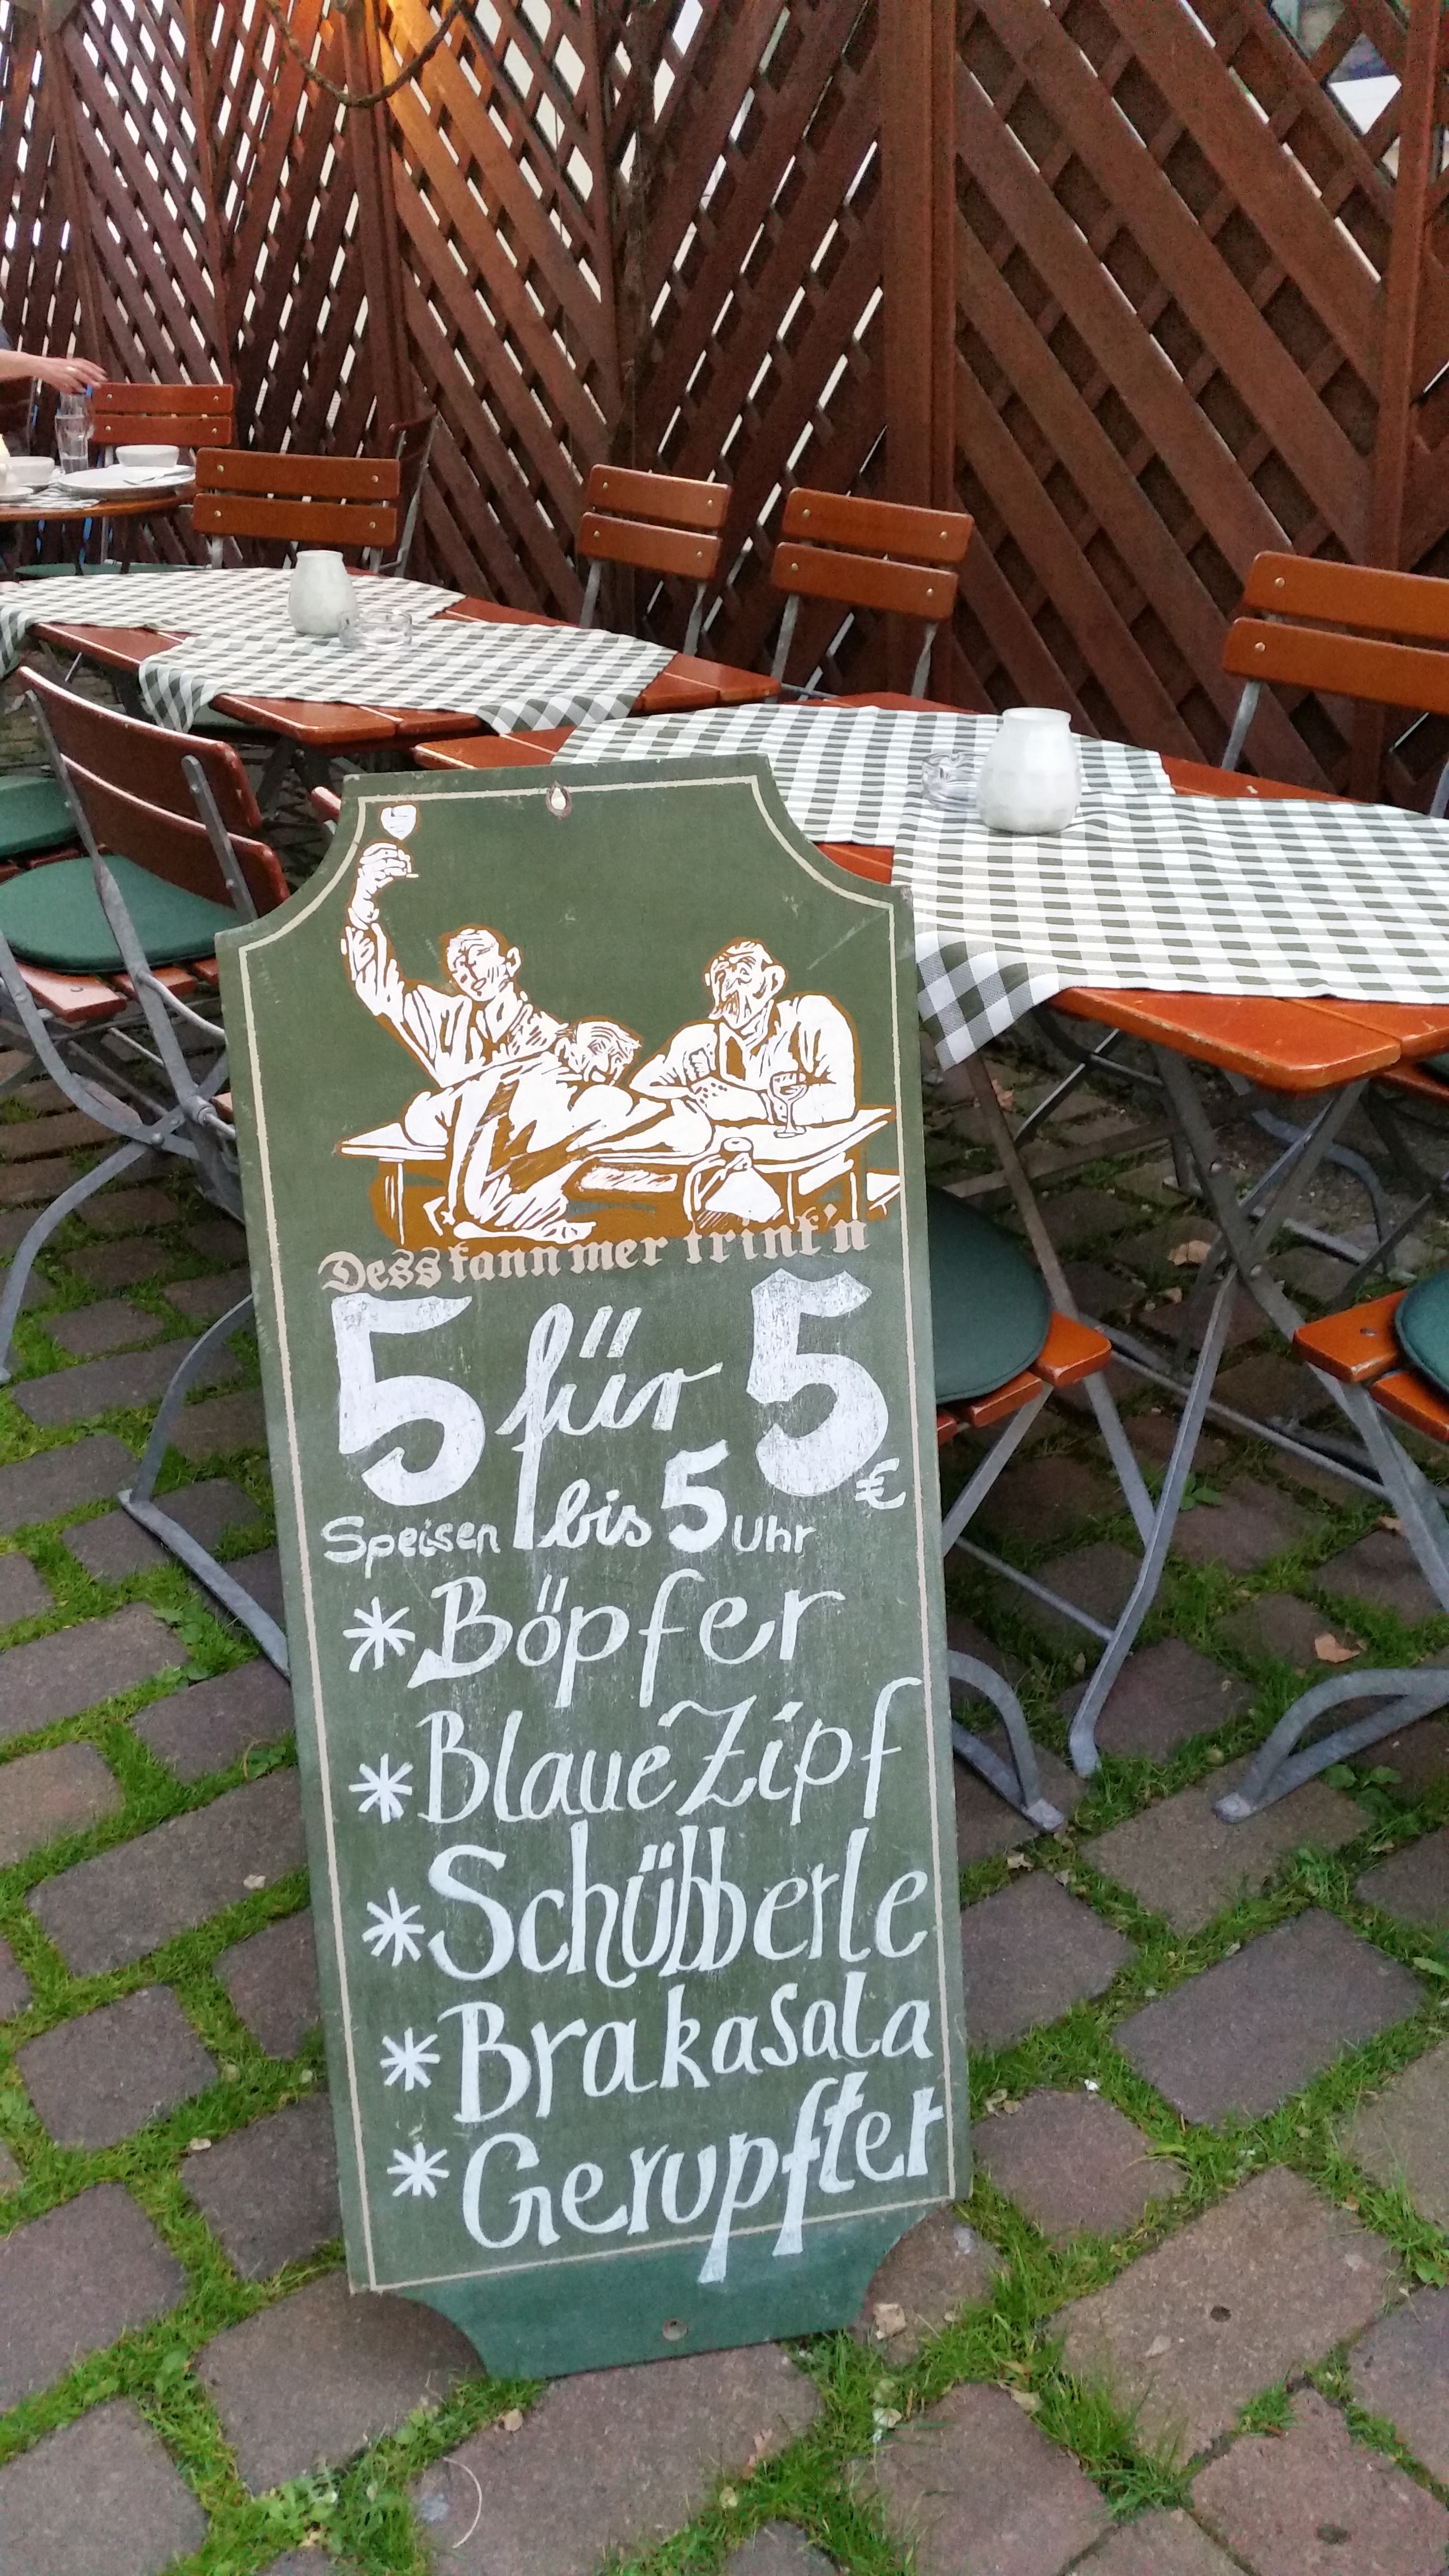 Dess kann mer trink'n
5 für 5 €
Speisen bis 5 Uhr
* Böpfer
* Blaue Zipf
* Schübberle
* Brakasala
* Gerupfter